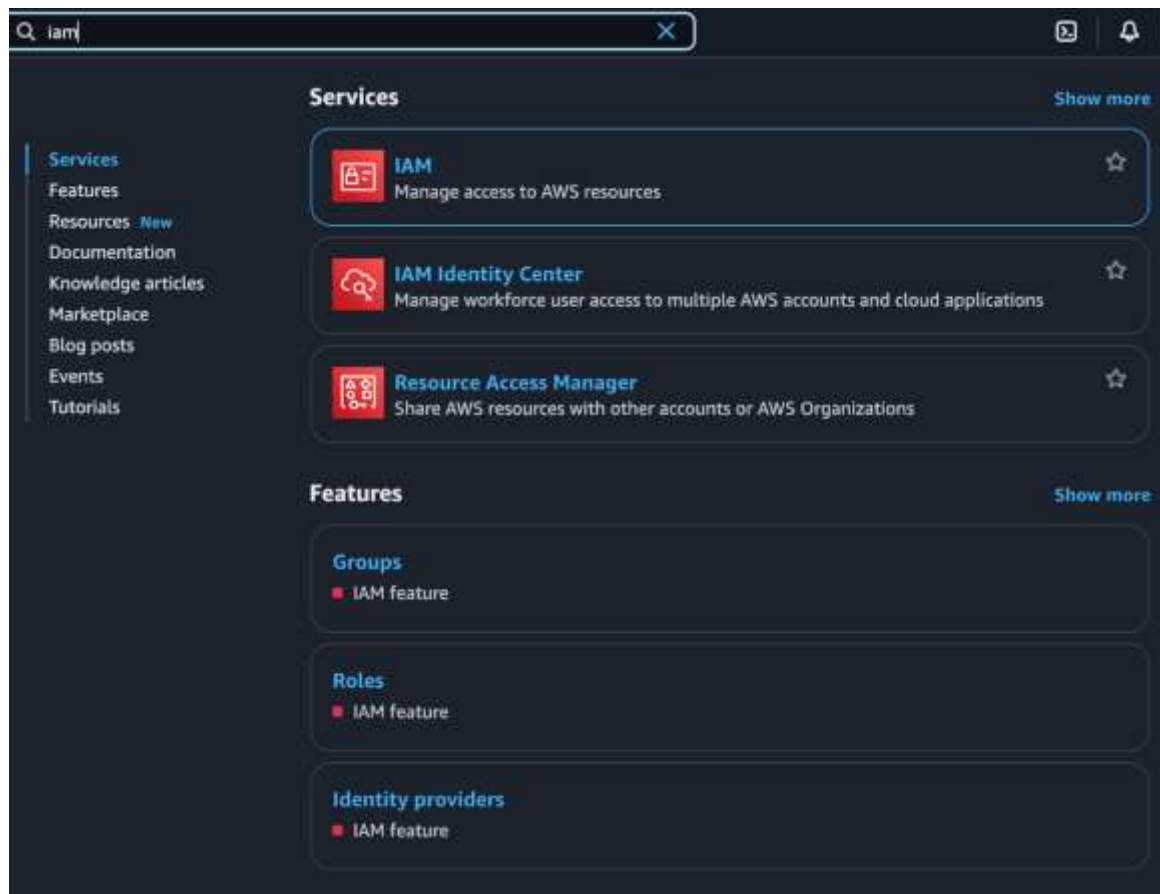 iam
Services
Show more
Services
Features
Resources New
Documentation
Knowledge articles
Marketplace
Blog posts
Events
Tutorials
IAM
Manage access to AWS resources
IAM Identity Center
Manage workforce user access to multiple AWS accounts and cloud applications
Resource Access Manager
Share AWS resources with other accounts or AWS Organizations
Features
Show more
Groups
IAM feature
Roles
IAM feature
Identity providers
IAM feature